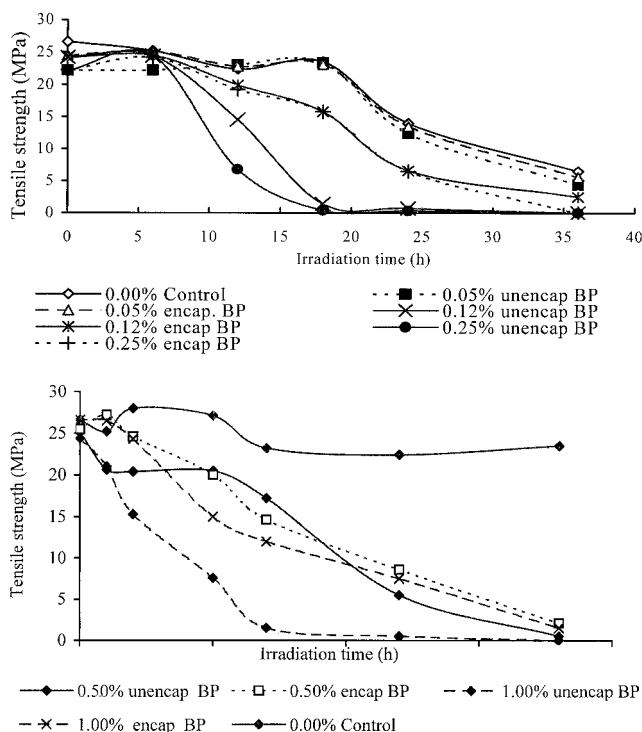 Tensile strength (MPa)
30
25
20
15
10
5
0
0 5 10 15 20 25 30 35 40
Irradiation time (h)
0.00% Control
0.05% unencap BP
0.05% encap. BP
0.12% unencap BP
0.12% encap BP
0.25% unencap BP
0.25% encap BP
Tensile strength (MPa)
30
25
20
15
10
5
0
Irradiation time (h)
0.50% unencap BP
0.50% encap BP
1.00% unencap BP
1.00% encap BP
0.00% Control